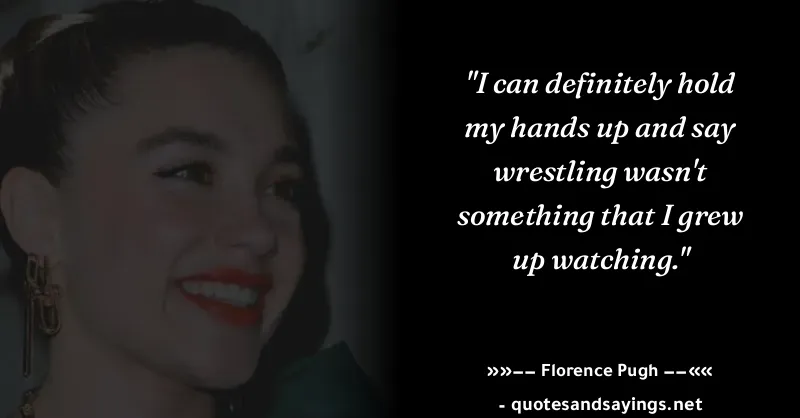 "I can definitely hold
my hands up and say
wrestling wasn't
something that I grew
up watching."
»»−− Florence Pugh −−««
- quotesandsayings.net